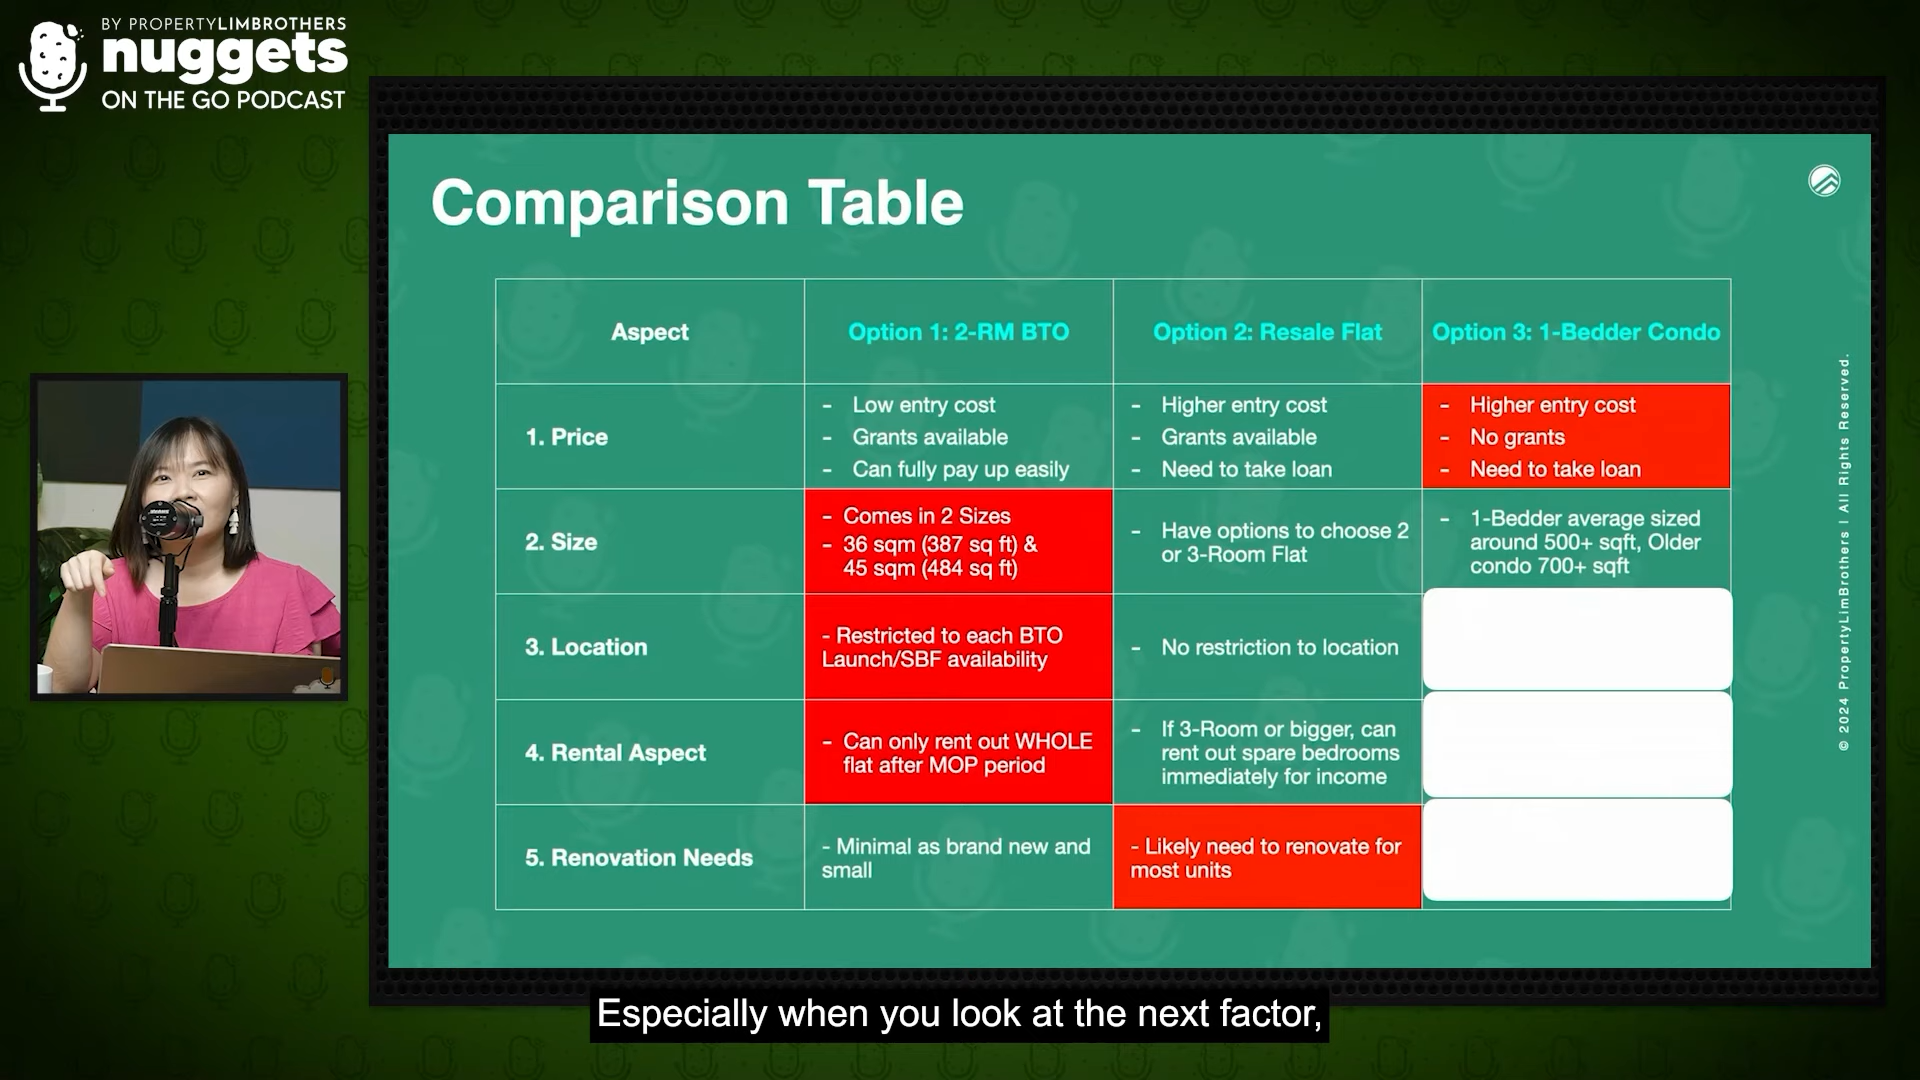 BY PROPERTYLIMBROTHERS
nuggets
ON THE GO PODCAST
Comparison Table
Aspect
Option 1: 2-RM BTO
Option 2: Resale Flat
Option 3: 1-Bedder Condo
1. Price
- Low entry cost
- Grants available
- Can fully pay up easily
- Higher entry cost
- Grants available
- Need to take loan
- Higher entry cost
- No grants
- Need to take loan
2. Size
- Comes in 2 Sizes
- 36 sqm (387 sq ft) &
45 sqm (484 sq ft)
- Have options to choose 2
or 3-Room Flat
- 1-Bedder average sized
around 500+ sqft, Older
condo 700+ sqft
3. Location
- Restricted to each BTO
Launch/SBF availability
- No restriction to location
4. Rental Aspect
- Can only rent out WHOLE
flat after MOP period
- If 3-Room or bigger, can
rent out spare bedrooms
immediately for income
5. Renovation Needs
- Minimal as brand new and
small
- Likely need to renovate for
most units
© 2024 PropertyLimBrothers | All Rights Reserved.
Especially when you look at the next factor,